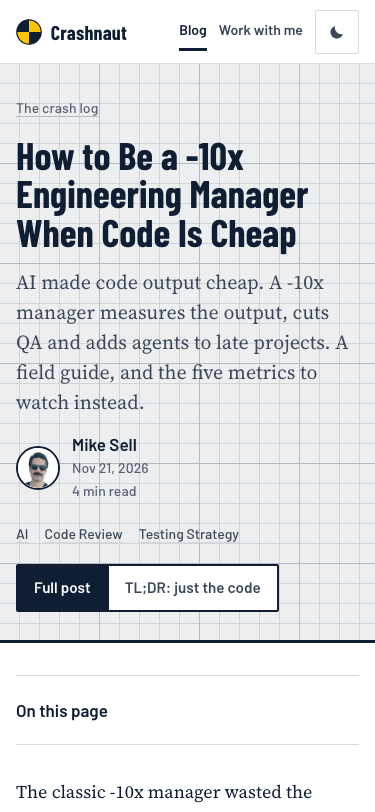 Crashnaut
Blog
Work with me
The crash log
How to Be a -10x
Engineering Manager
When Code Is Cheap
AI made code output cheap. A -10x
manager measures the output, cuts
QA and adds agents to late projects. A
field guide, and the five metrics to
watch instead.
Mike Sell
Nov 21, 2026
4 min read
AI Code Review Testing Strategy
Full post
TL;DR: just the code
On this page
The classic -10x manager wasted the